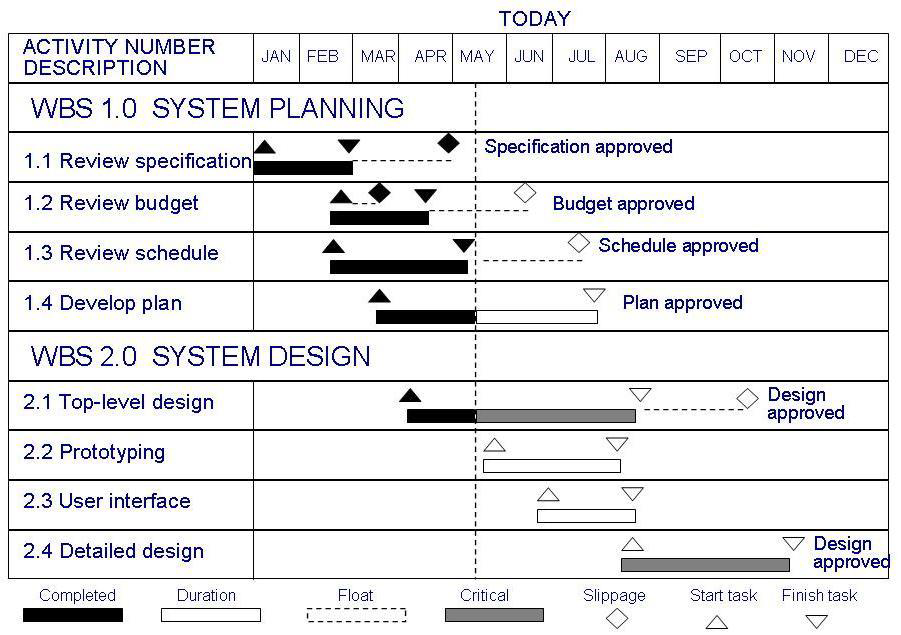 TODAY
ACTIVITY NUMBER
DESCRIPTION
JAN FEB MAR APR MAY JUN JUL AUG SEP OCT NOV DEC
WBS 1.0 SYSTEM PLANNING
1.1 Review specification
Specification approved
1.2 Review budget
Budget approved
1.3 Review schedule
Schedule approved
1.4 Develop plan
Plan approved
WBS 2.0 SYSTEM DESIGN
2.1 Top-level design
Design
approved
2.2 Prototyping
2.3 User interface
2.4 Detailed design
Design
approved
Completed Duration Float Critical Slippage Start task Finish task